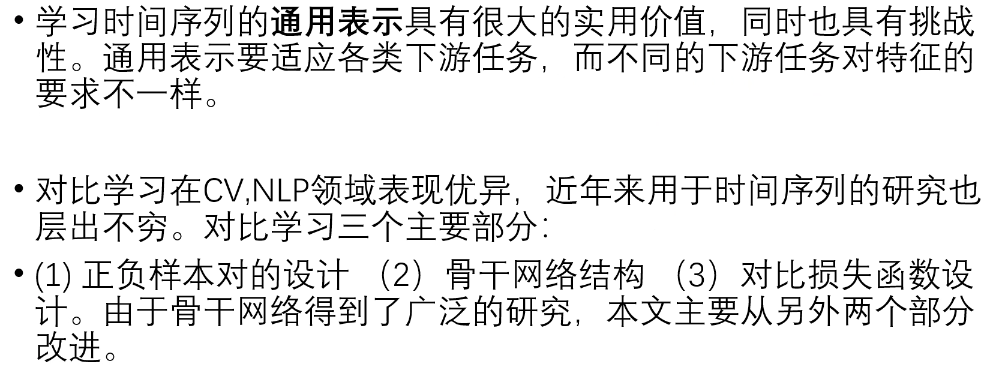 • 学习时间序列的通用表示具有很大的实用价值，同时也具有挑战
性。通用表示要适应各类下游任务，而不同的下游任务对特征的
要求不一样。
• 对比学习在CV,NLP领域表现优异，近年来用于时间序列的研究也
层出不穷。对比学习三个主要部分：
• (1) 正负样本对的设计 （2）骨干网络结构 （3）对比损失函数设
计。由于骨干网络得到了广泛的研究，本文主要从另外两个部分
改进。